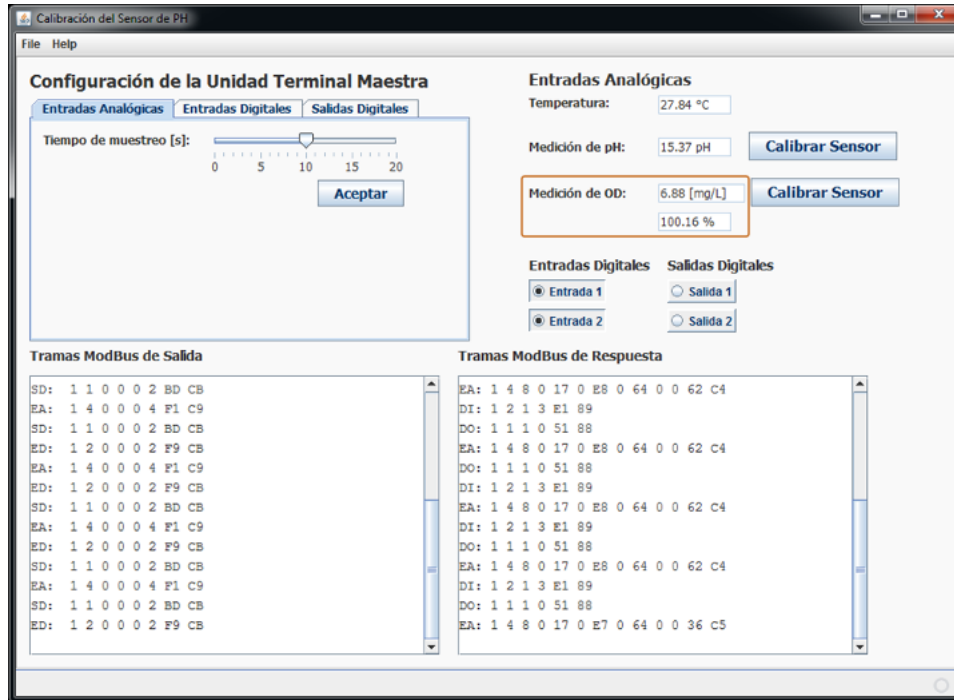 Calibración del Sensor de PH
File Help
Configuración de la Unidad Terminal Maestra
Entradas Analógicas Entradas Digitales Salidas Digitales
Tiempo de muestreo [s]:
0 5 10 15 20
Aceptar
Entradas Analógicas
Temperatura: 27.84 °C
Medición de pH: 15.37 pH Calibrar Sensor
Medición de OD: 6.88 [mg/L] Calibrar Sensor
100.16 %
Entradas Digitales Salidas Digitales
Entrada 1 Salida 1
Entrada 2 Salida 2
Tramas ModBus de Salida
SD: 1 1 0 0 0 2 BD CB
EA: 1 4 0 0 0 4 F1 C9
SD: 1 1 0 0 0 2 BD CB
ED: 1 2 0 0 0 2 F9 CB
EA: 1 4 0 0 0 4 F1 C9
ED: 1 2 0 0 0 2 F9 CB
SD: 1 1 0 0 0 2 BD CB
EA: 1 4 0 0 0 4 F1 C9
ED: 1 2 0 0 0 2 F9 CB
SD: 1 1 0 0 0 2 BD CB
EA: 1 4 0 0 0 4 F1 C9
SD: 1 1 0 0 0 2 BD CB
ED: 1 2 0 0 0 2 F9 CB
Tramas ModBus de Respuesta
EA: 1 4 8 0 17 0 E8 0 64 0 0 62 C4
DI: 1 2 1 3 E1 89
DO: 1 1 1 0 51 88
EA: 1 4 8 0 17 0 E8 0 64 0 0 62 C4
DO: 1 1 1 0 51 88
DI: 1 2 1 3 E1 89
EA: 1 4 8 0 17 0 E8 0 64 0 0 62 C4
DI: 1 2 1 3 E1 89
DO: 1 1 1 0 51 88
EA: 1 4 8 0 17 0 E8 0 64 0 0 62 C4
DI: 1 2 1 3 E1 89
DO: 1 1 1 0 51 88
EA: 1 4 8 0 17 0 E7 0 64 0 0 36 C5